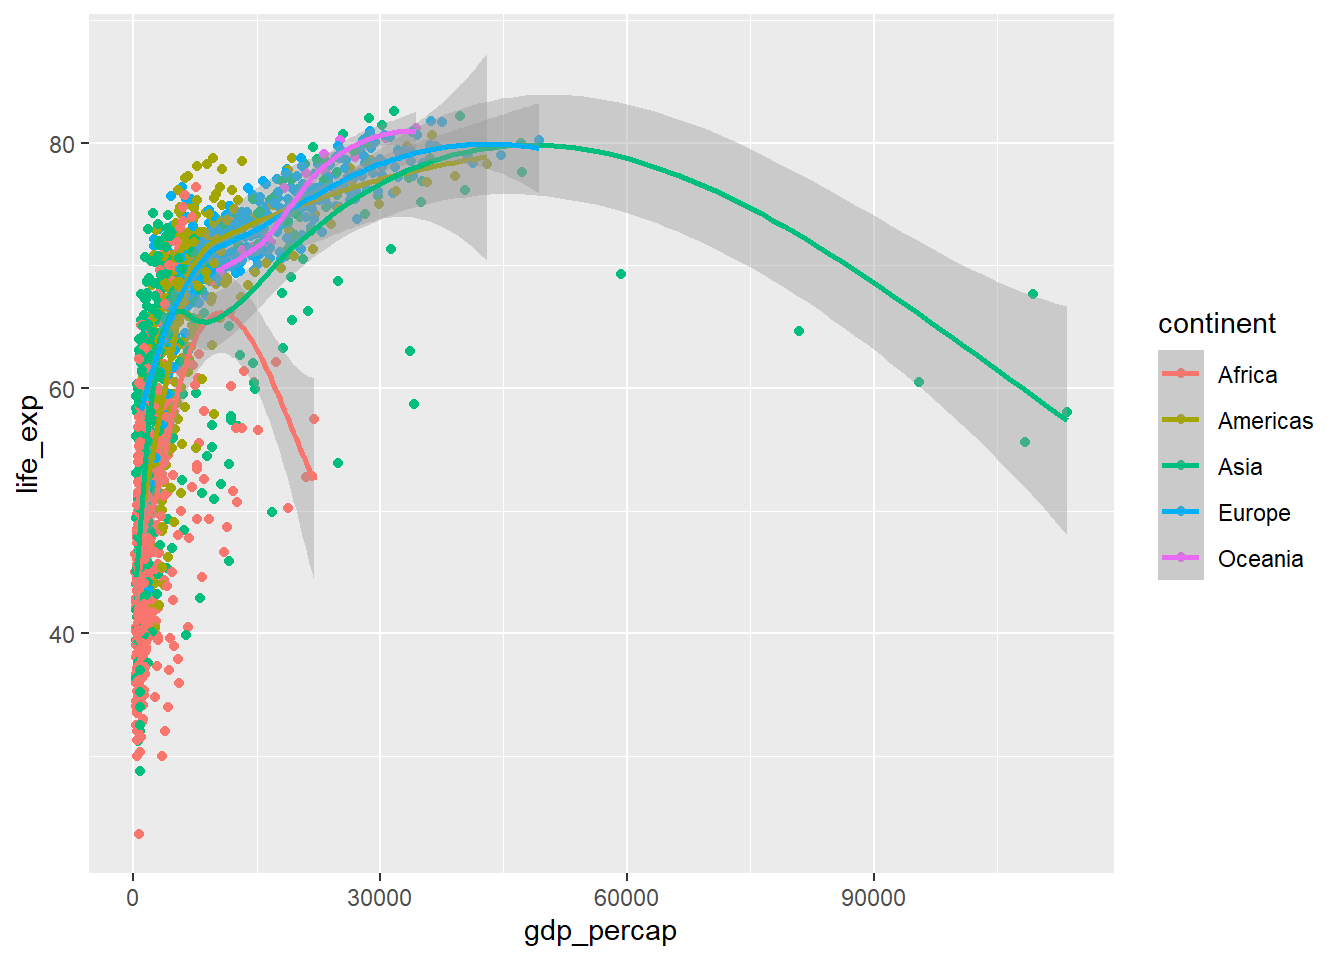 80
60
40
life_exp
0
30000
60000
90000
gdp_percap
continent
Africa
Americas
Asia
Europe
Oceania